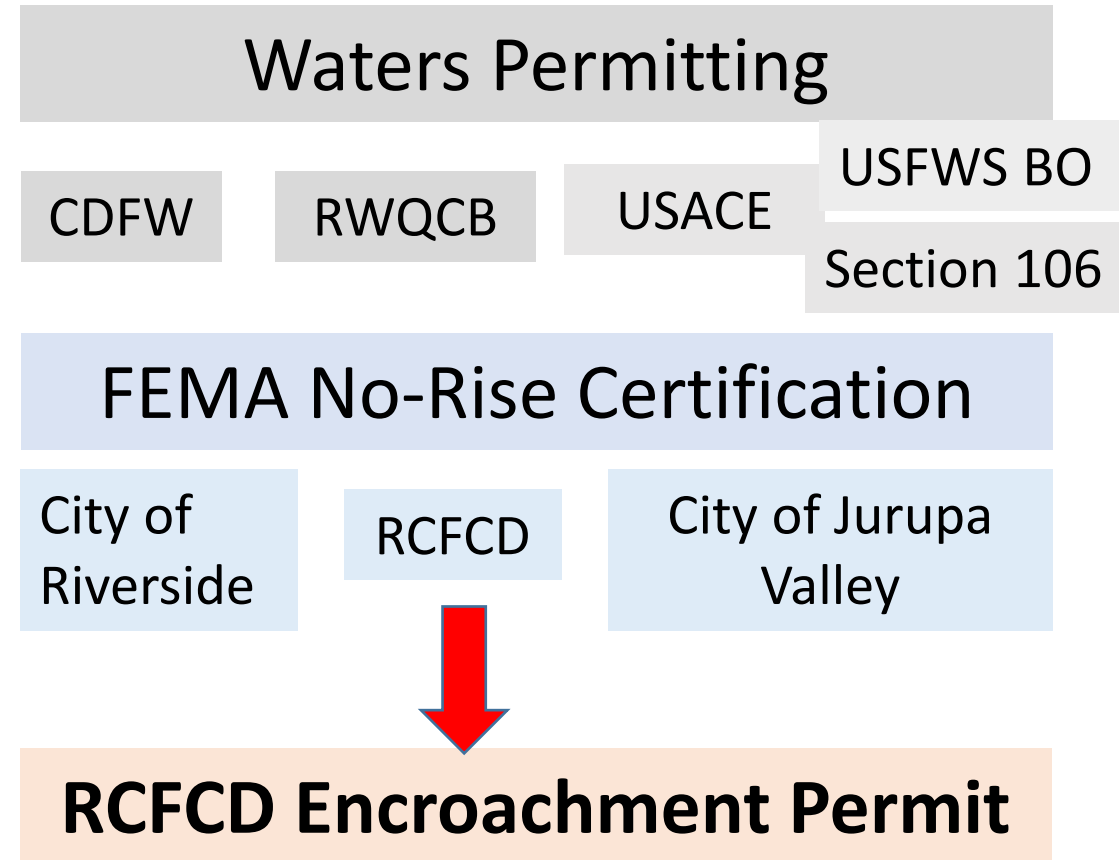 Waters Permitting
CDFW
RWQCB
USACE
USFWS BO
Section 106
FEMA No-Rise Certification
City of
Riverside
RCFCD
City of Jurupa
Valley
RCFCD Encroachment Permit